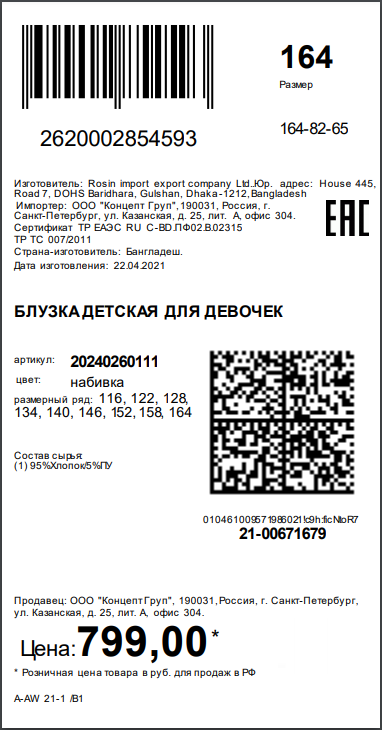 164
Размер
2620002854593
164-82-65
Изготовитель: Rosin import export company Ltd.Юр. адрес: House 445,
Road 7, DOHS Baridhara, Gulshan, Dhaka-1212,Bangladesh
Импортер: ООО "Концепт Груп",190031, Россия, г.
Санкт-Петербург, ул. Казанская, д. 25, лит. А, офис 304.
Сертификат ТР ЕАЭС RU С-BD.ПФ02.В.02315
ТР ТС 007/2011
Страна-изготовитель: Бангладеш.
Дата изготовления: 22.04.2021
EAC
БЛУЗКА ДЕТСКАЯ ДЛЯ ДЕВОЧЕК
артикул: 20240260111
цвет: набивка
размерный ряд: 116, 122, 128,
134, 140, 146, 152, 158, 164
Состав сырья:
(1) 95%Хлопок/5%ПУ
21-00671679
Продавец: ООО "Концепт Груп", 190031,Россия, г. Санкт-Петербург,
ул. Казанская, д. 25, лит. А, офис 304.
Цена:799,00*
* Розничная цена товара в руб. для продаж в РФ
A-AW 21-1 /B1